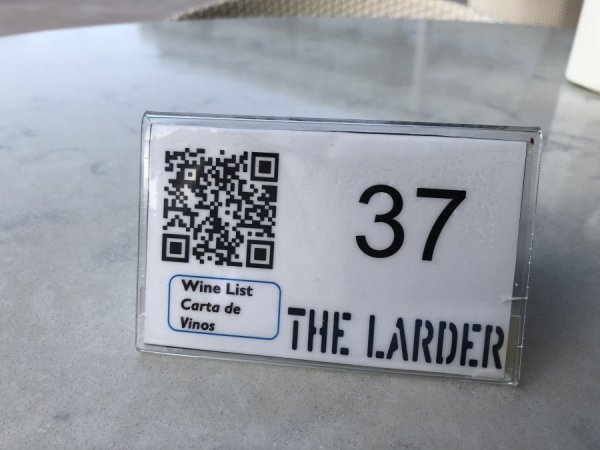 37
Wine List
Carta de
Vinos
THE LARDER